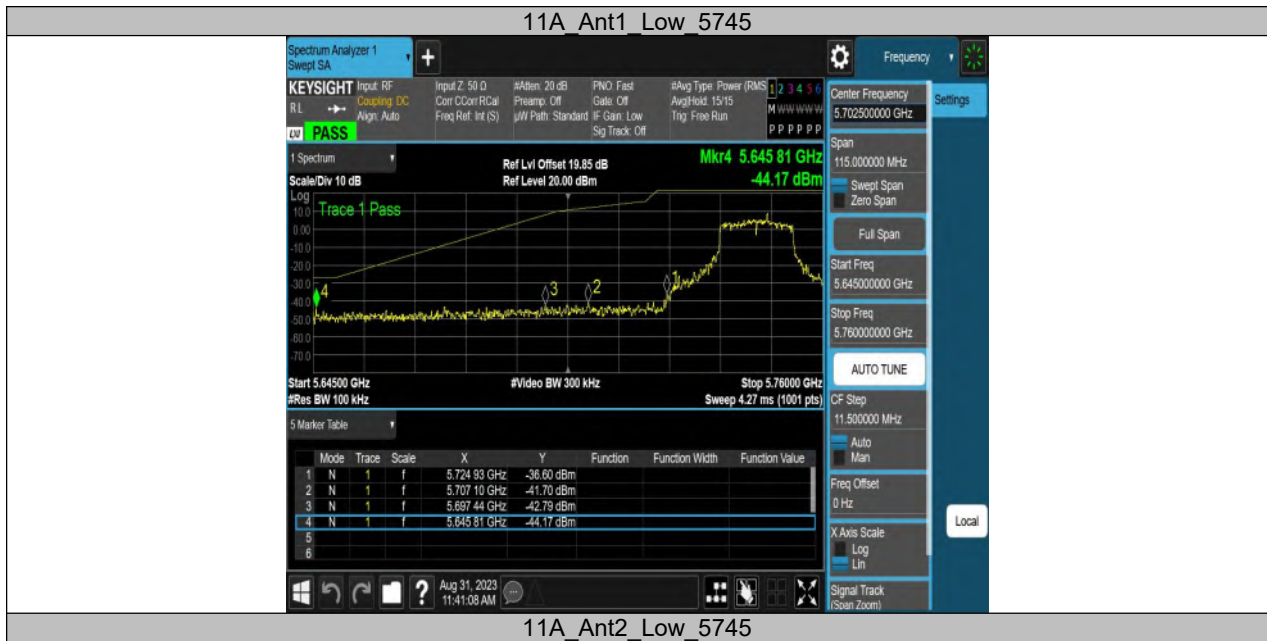 11A_Ant1_Low_5745
Spectrum Analyzer 1
Swept SA
+
Frequency
KEYSIGHT Input: RF Input Z: 50 Ω #Atten: 20 dB PNO: Fast #Avg Type: Power (RMS 1 2 3 4 5 6
R L Coupling: DC Corr CCorr RCal Preamp: Off Gate: Off Avg|Hold: 15/15 M W W W W W
Align: Auto Freq Ref: Int (S) µW Path: Standard IF Gain: Low Trig: Free Run
Sig Track: Off P P P P P P
LXI PASS
1 Spectrum
Ref Lvl Offset 19.85 dB
Mkr4 5.645 81 GHz
Scale/Div 10 dB
Ref Level 20.00 dBm
-44.17 dBm
Log
Trace 1 Pass
10.0
0.00
-10.0
-20.0
-30.0
-40.0
-50.0
-60.0
-70.0
4
3
2
1
Start 5.64500 GHz #Video BW 300 kHz Stop 5.76000 GHz
#Res BW 100 kHz Sweep 4.27 ms (1001 pts)
5 Marker Table
Mode Trace Scale X Y Function Function Width Function Value
1 N 1 f 5.724 93 GHz -36.60 dBm
2 N 1 f 5.707 10 GHz -41.70 dBm
3 N 1 f 5.697 44 GHz -42.79 dBm
4 N 1 f 5.645 81 GHz -44.17 dBm
5
6
?
Aug 31, 2023
11:41:08 AM
Center Frequency
5.702500000 GHz
Settings
Span
115.000000 MHz
Swept Span
Zero Span
Full Span
Start Freq
5.645000000 GHz
Stop Freq
5.760000000 GHz
AUTO TUNE
CF Step
11.500000 MHz
Auto
Man
Freq Offset
0 Hz
Local
X Axis Scale
Log
Lin
Signal Track
(Span Zoom)
11A_Ant2_Low_5745